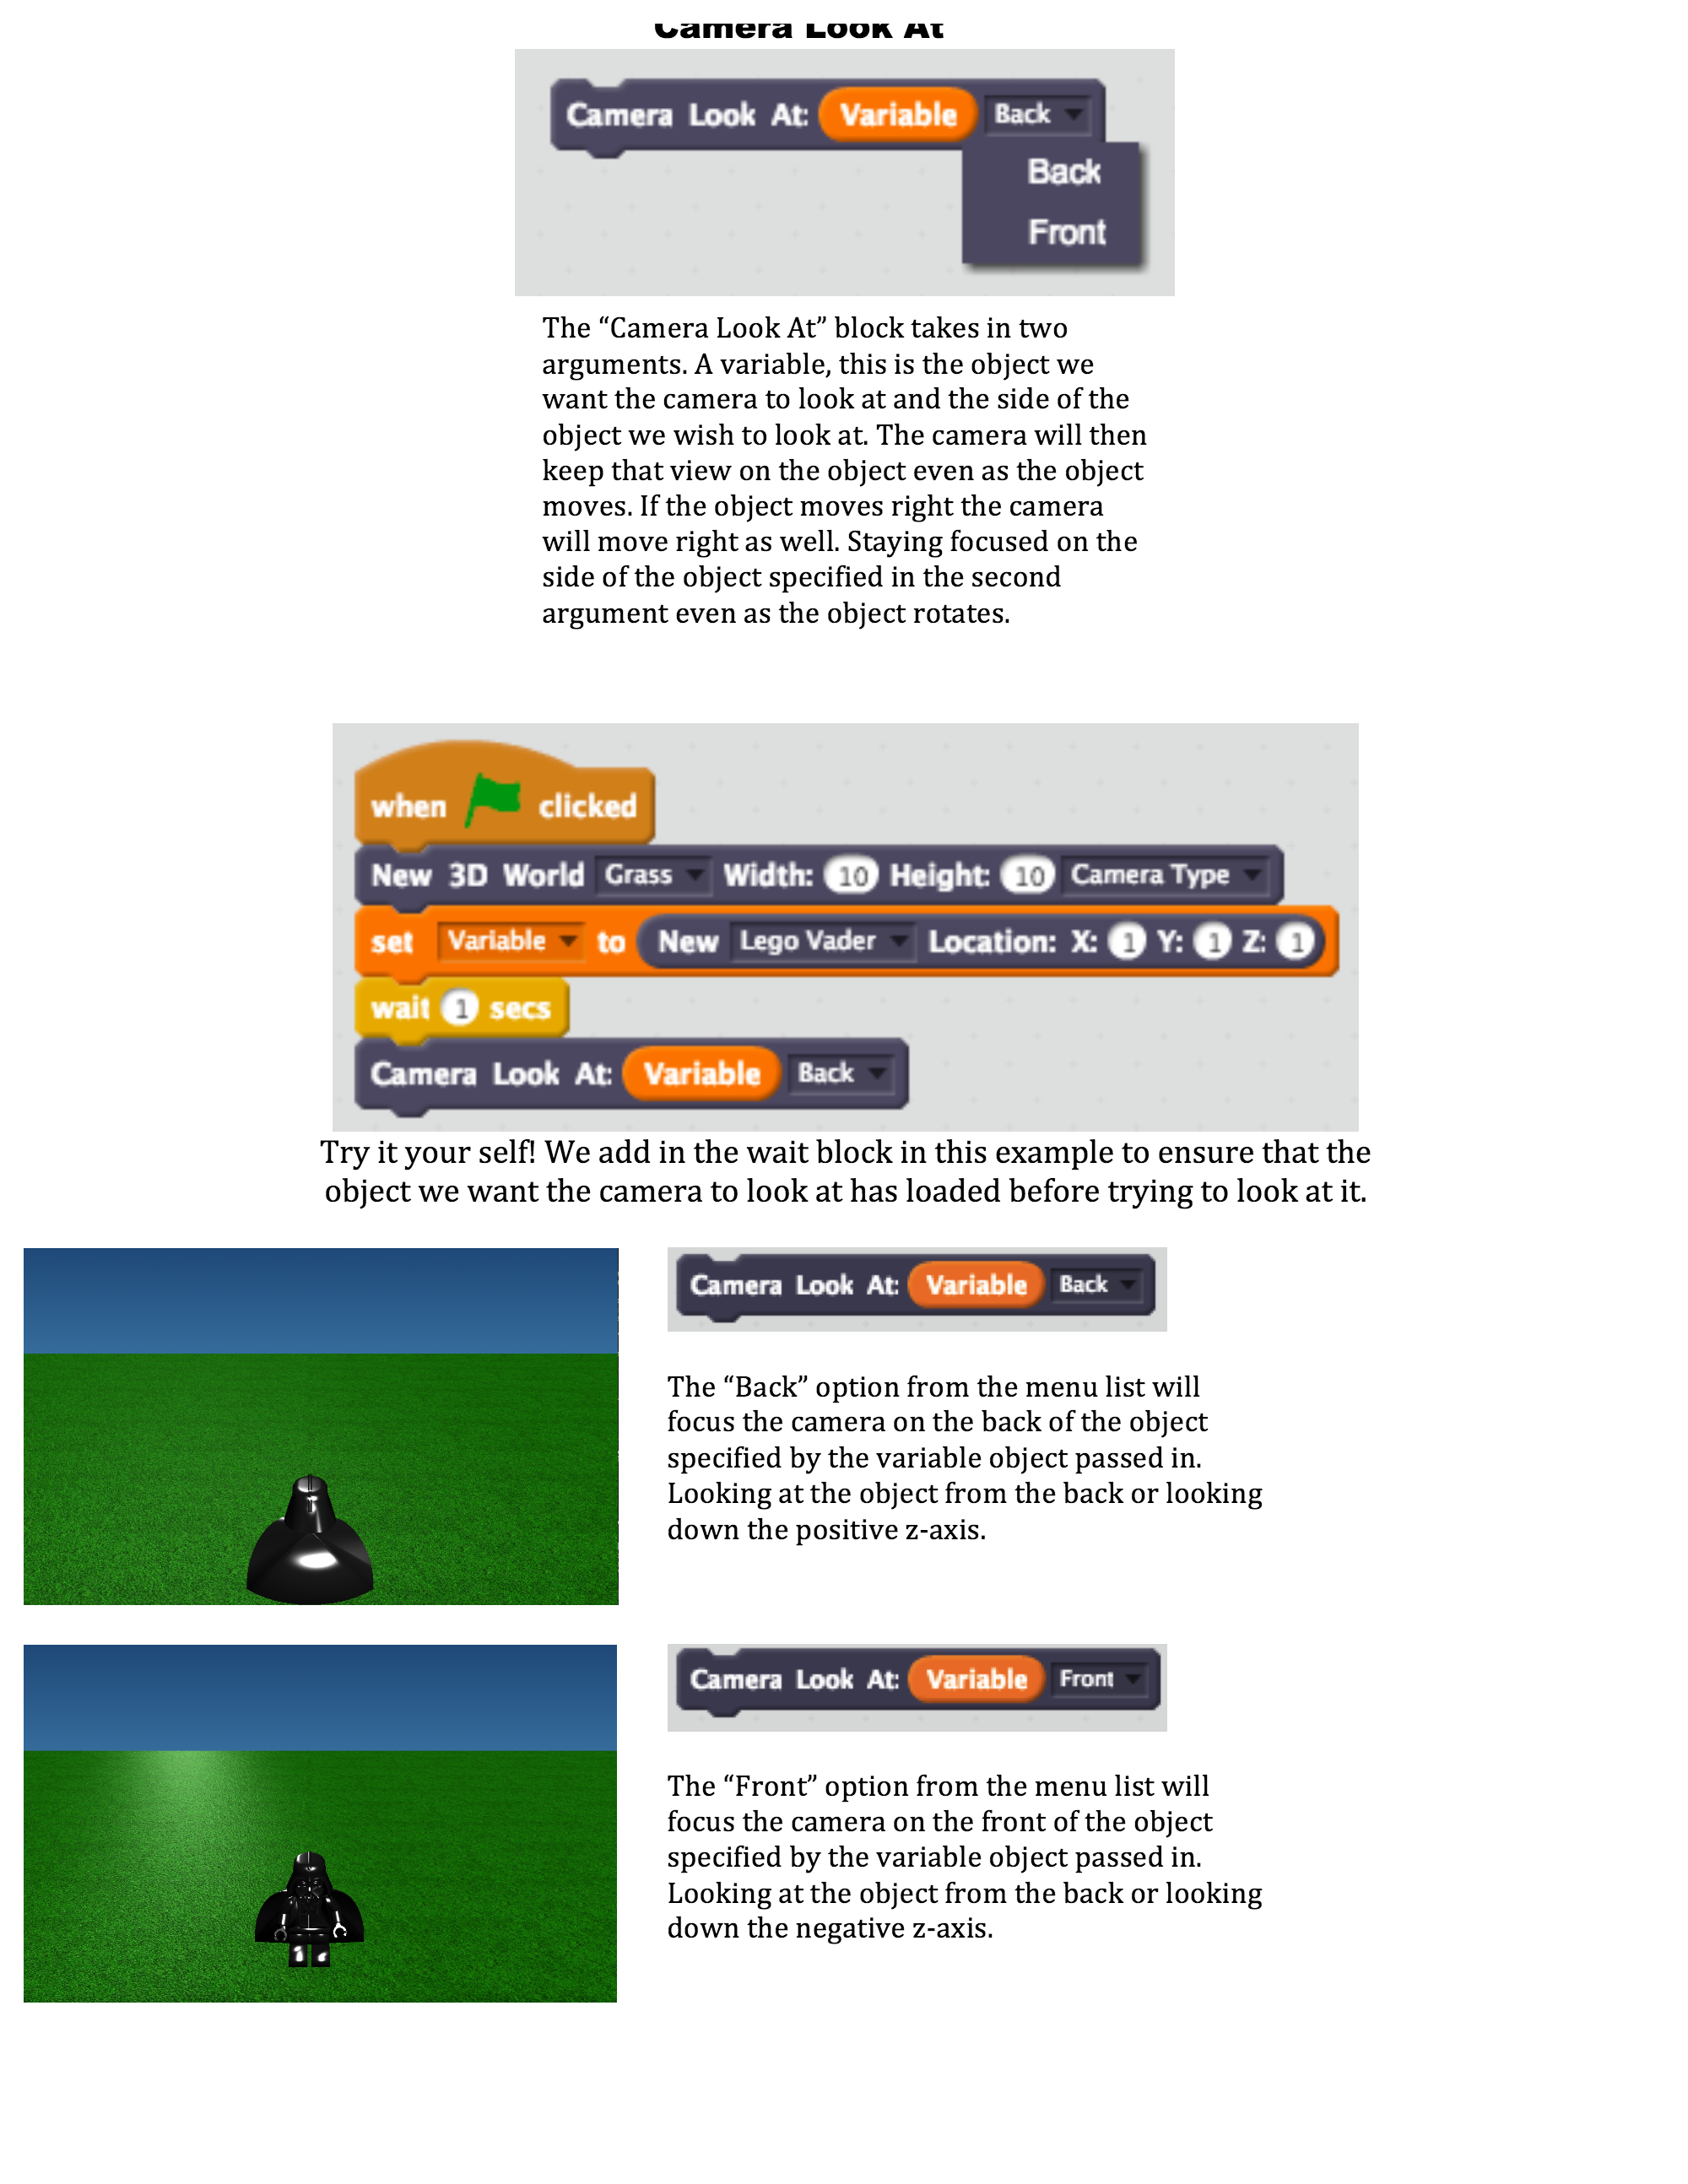 Camera Look At
Camera Look At: Variable Back
Back
Front
The “Camera Look At” block takes in two
arguments. A variable, this is the object we
want the camera to look at and the side of the
object we wish to look at. The camera will then
keep that view on the object even as the object
moves. If the object moves right the camera
will move right as well. Staying focused on the
side of the object specified in the second
argument even as the object rotates.
when clicked
New 3D World Grass Width: 10 Height: 10 Camera Type
set Variable to New Lego Vader Location: X: 1 Y: 1 Z: 1
wait 1 secs
Camera Look At: Variable Back
Try it your self! We add in the wait block in this example to ensure that the
object we want the camera to look at has loaded before trying to look at it.
Camera Look At: Variable Back
The “Back” option from the menu list will
focus the camera on the back of the object
specified by the variable object passed in.
Looking at the object from the back or looking
down the positive z-axis.
Camera Look At: Variable Front
The “Front” option from the menu list will
focus the camera on the front of the object
specified by the variable object passed in.
Looking at the object from the back or looking
down the negative z-axis.